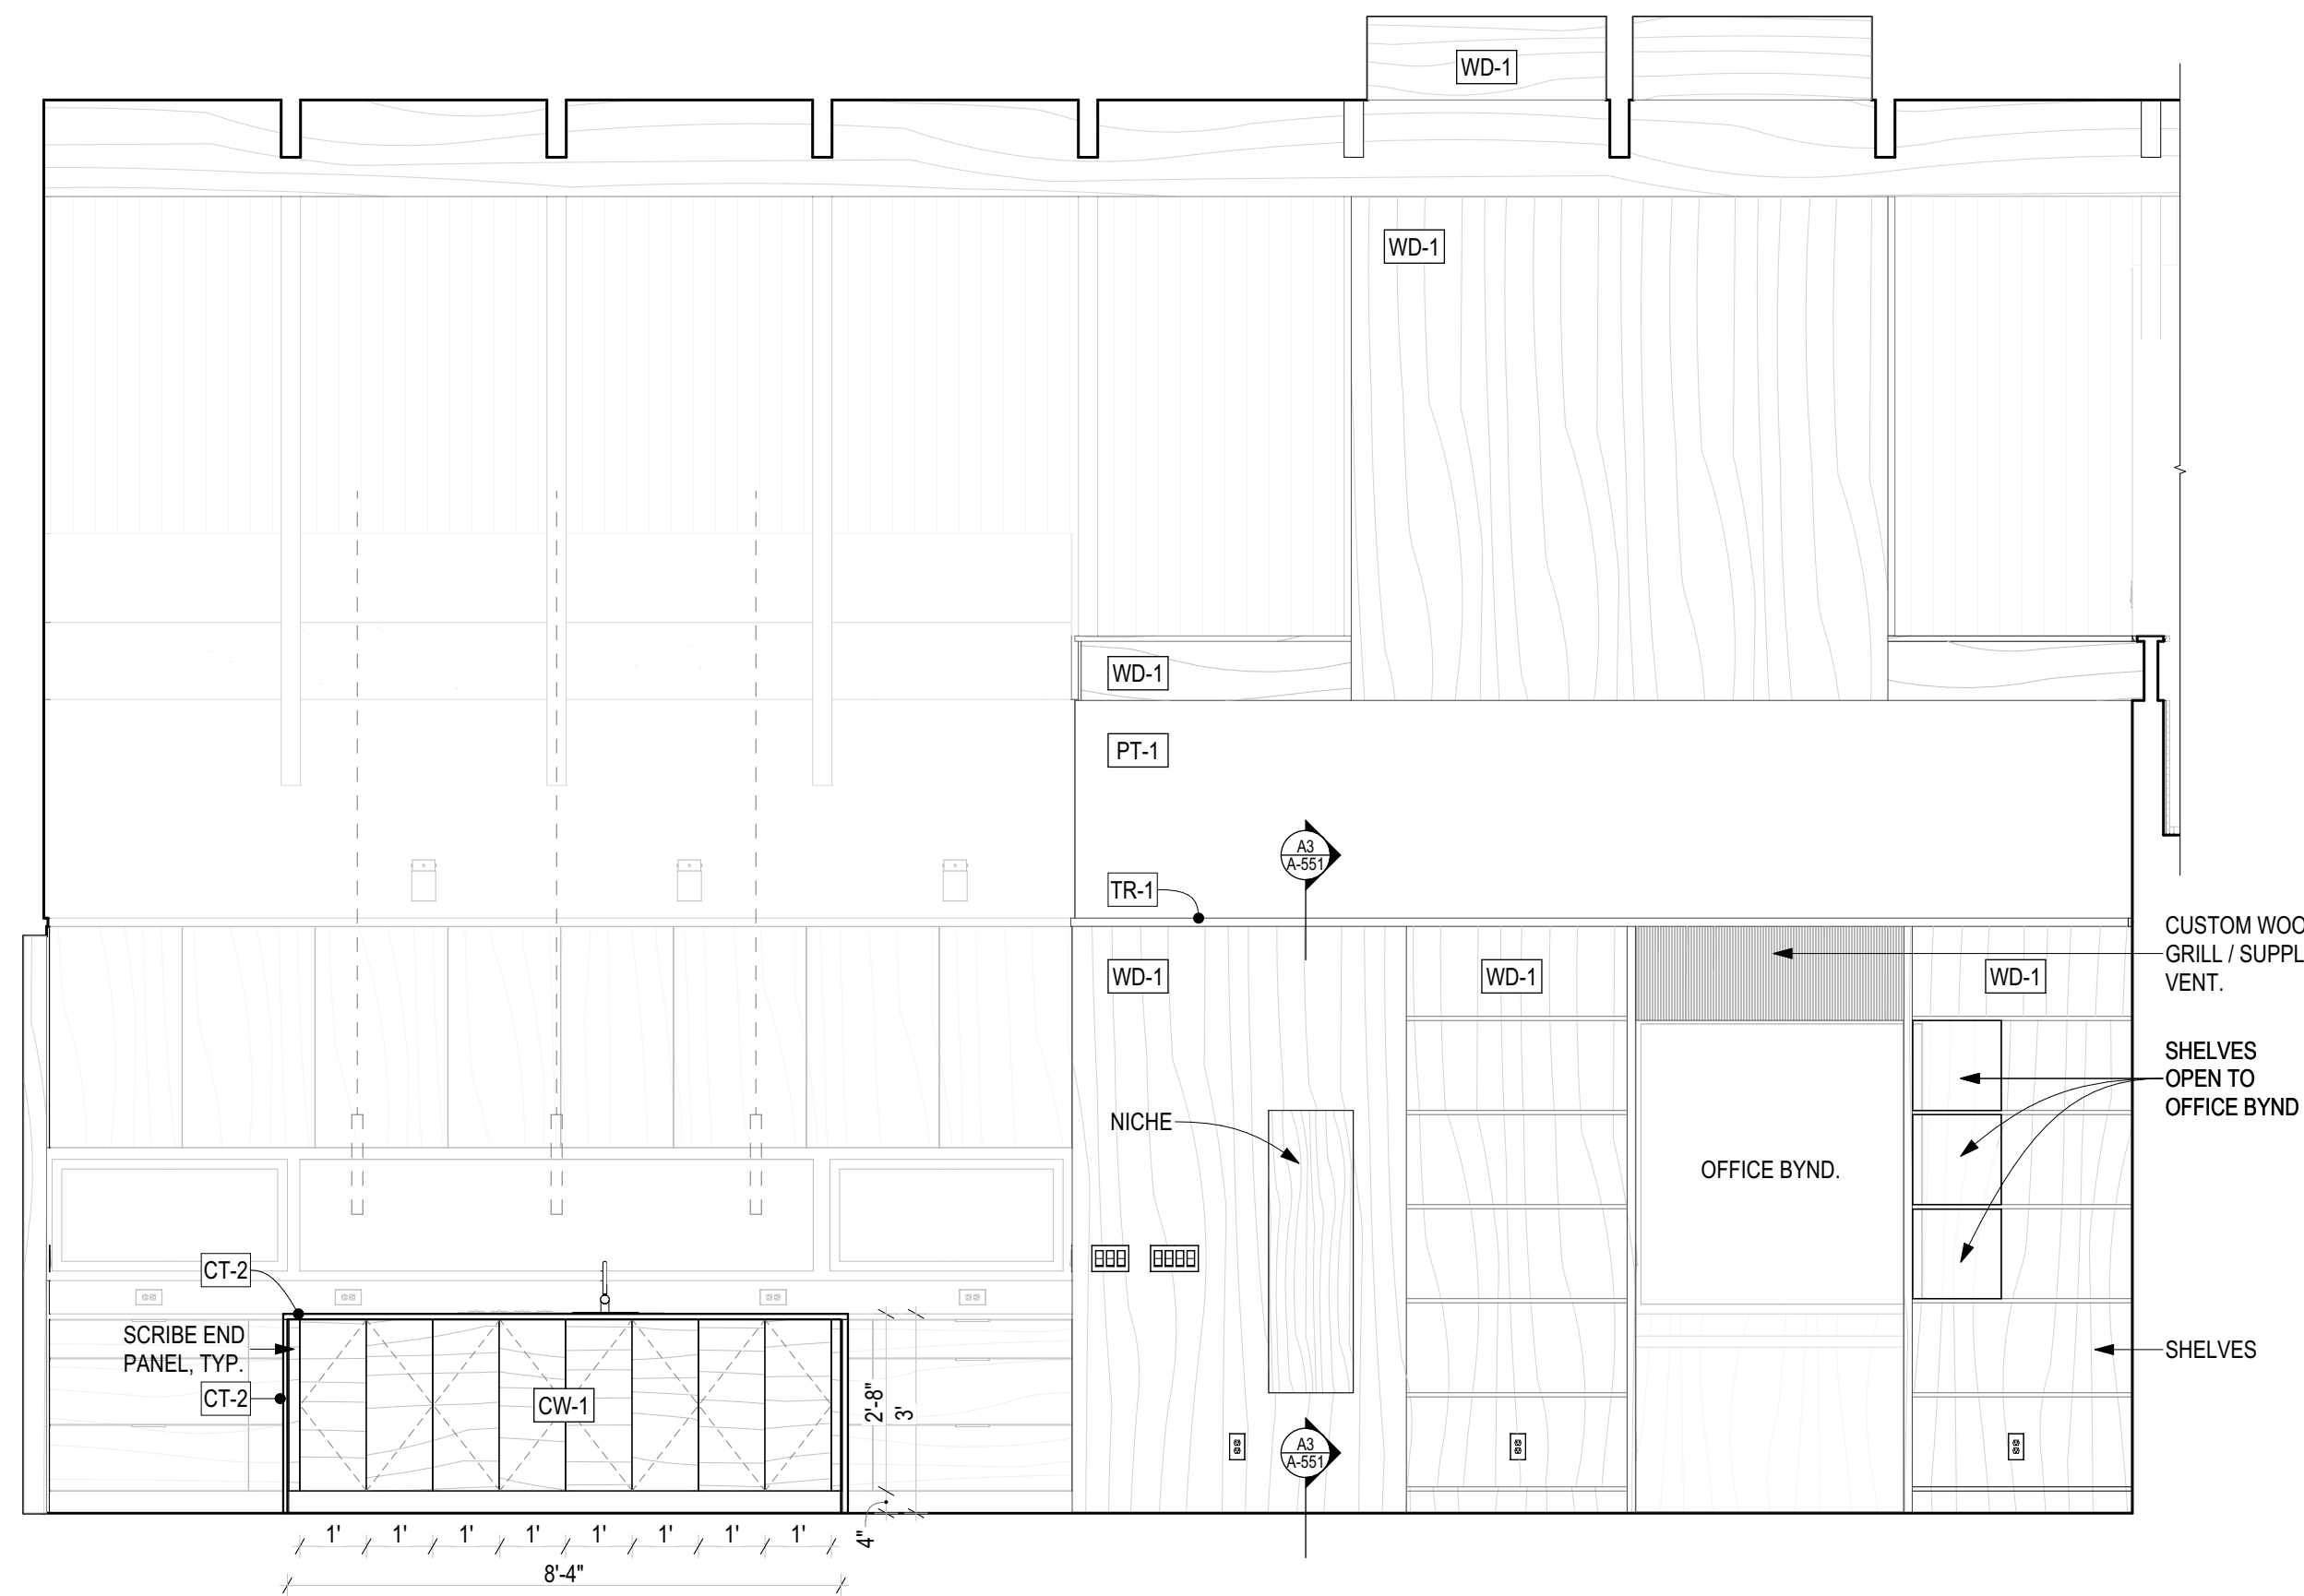 WD-1
WD-1
WD-1
PT-1
A3
A-551
TR-1
CUSTOM WOO
GRILL / SUPPL
VENT.
WD-1
WD-1
WD-1
SHELVES
OPEN TO
OFFICE BYND
NICHE
OFFICE BYND.
CT-2
SCRIBE END
PANEL, TYP.
SHELVES
CT-2
CW-1
2'-8"
3'
A3
A-551
4"
1'
1'
1'
1'
1'
1'
1'
1'
8'-4"